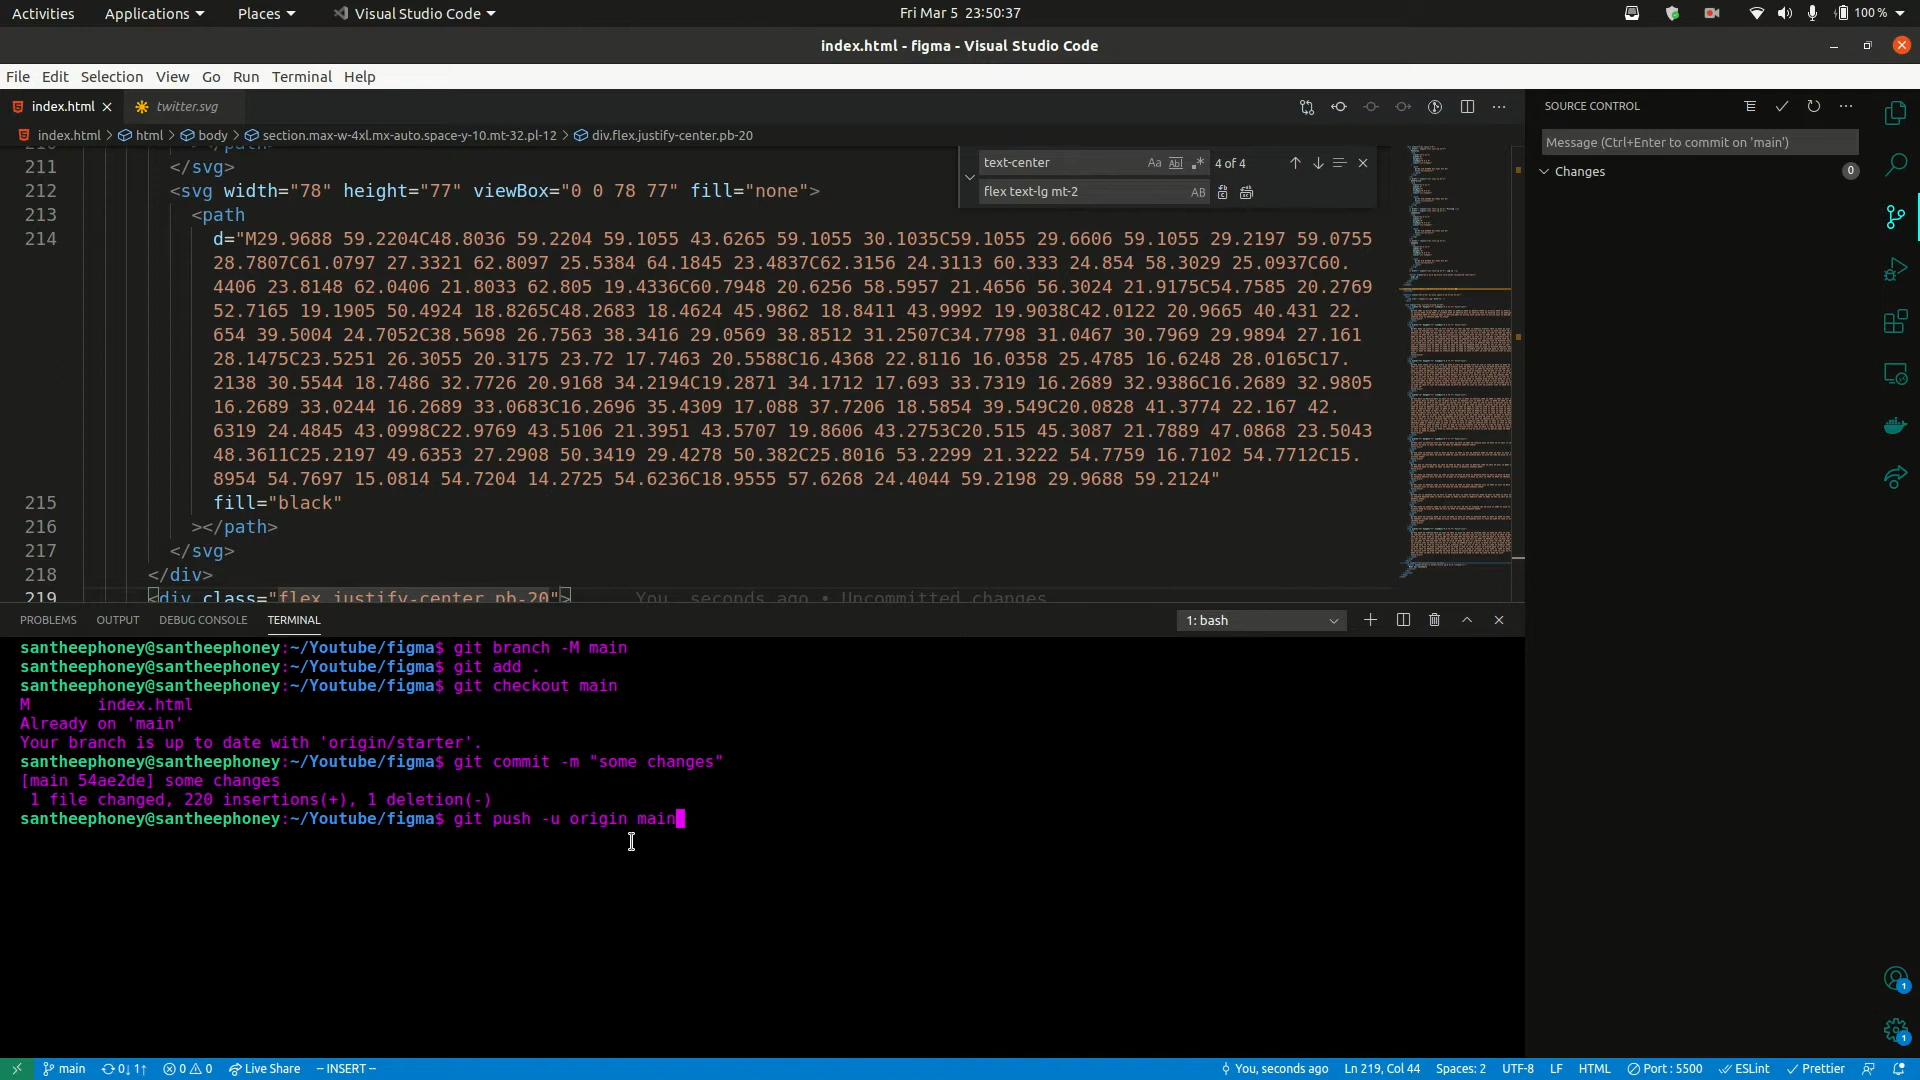 Activities Applications Places Visual Studio Code Fri Mar 5 23:50:37 100 %
index.html - figma - Visual Studio Code
File Edit Selection View Go Run Terminal Help
index.html twitter.svg
SOURCE CONTROL
index.html > html > body > section.max-w-4xl.mx-auto.space-y-10.mt-32.pl-12 > div.flex.justify-center.pb-20
Message (Ctrl+Enter to commit on 'main')
Changes 0
text-center Aa Ab 4 of 4
flex text-lg mt-2 AB
211 </svg>
212 <svg width="78" height="77" viewBox="0 0 78 77" fill="none">
213 <path
214 d="M29.9688 59.2204C48.8036 59.2204 59.1055 43.6265 59.1055 30.1035C59.1055 29.6606 59.1055 29.2197 59.0755
28.7807C61.0797 27.3321 62.8097 25.5384 64.1845 23.4837C62.3156 24.3113 60.333 24.854 58.3029 25.0937C60.
4406 23.8148 62.0406 21.8033 62.805 19.4336C60.7948 20.6256 58.5957 21.4656 56.3024 21.9175C54.7585 20.2769
52.7165 19.1905 50.4924 18.8265C48.2683 18.4624 45.9862 18.8411 43.9992 19.9038C42.0122 20.9665 40.431 22.
654 39.5004 24.7052C38.5698 26.7563 38.3416 29.0569 38.8512 31.2507C34.7798 31.0467 30.7969 29.9894 27.161
28.1475C23.5251 26.3055 20.3175 23.72 17.7463 20.5588C16.4368 22.8116 16.0358 25.4785 16.6248 28.0165C17.
2138 30.5544 18.7486 32.7726 20.9168 34.2194C19.2871 34.1712 17.693 33.7319 16.2689 32.9386C16.2689 32.9805
16.2689 33.0244 16.2689 33.0683C16.2696 35.4309 17.088 37.7206 18.5854 39.549C20.0828 41.3774 22.167 42.
6319 24.4845 43.0998C22.9769 43.5106 21.3951 43.5707 19.8606 43.2753C20.515 45.3087 21.7889 47.0868 23.5043
48.3611C25.2197 49.6353 27.2908 50.3419 29.4278 50.382C25.8016 53.2299 21.3222 54.7759 16.7102 54.7712C15.
8954 54.7697 15.0814 54.7204 14.2725 54.6236C18.9555 57.6268 24.4044 59.2198 29.9688 59.2124"
215 fill="black"
216 ></path>
217 </svg>
218 </div>
219 <div class="flex justify-center pb-20"> You, seconds ago • Uncommitted changes
PROBLEMS OUTPUT DEBUG CONSOLE TERMINAL 1: bash
santheephoney@santheephoney:~/Youtube/figma$ git branch -M main
santheephoney@santheephoney:~/Youtube/figma$ git add .
santheephoney@santheephoney:~/Youtube/figma$ git checkout main
M index.html
Already on 'main'
Your branch is up to date with 'origin/starter'.
santheephoney@santheephoney:~/Youtube/figma$ git commit -m "some changes"
[main 54ae2de] some changes
1 file changed, 220 insertions(+), 1 deletion(-)
santheephoney@santheephoney:~/Youtube/figma$ git push -u origin main
1
1
main 0↓ 1↑ 0 0 Live Share -- INSERT -- You, seconds ago Ln 219, Col 44 Spaces: 2 UTF-8 LF HTML Port : 5500 ESLint Prettier